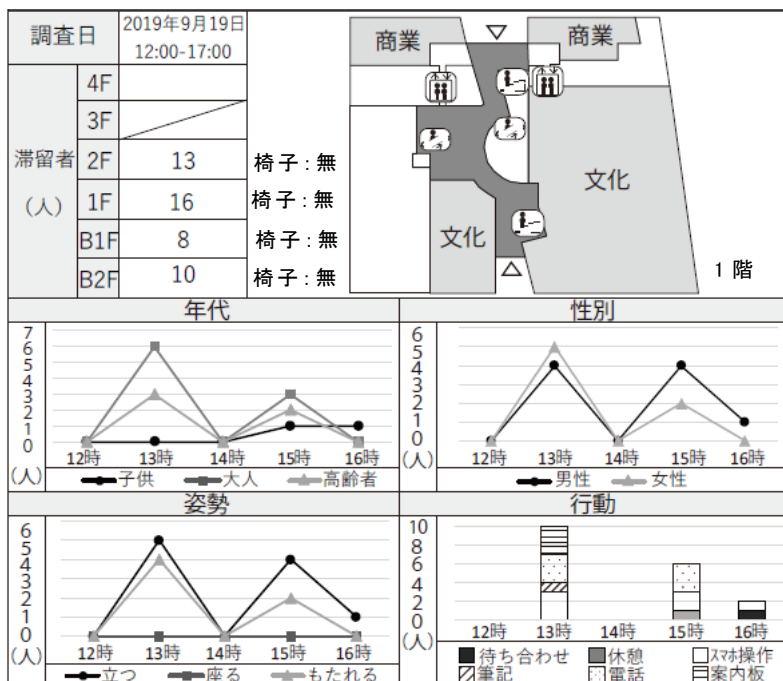 調査日
2019年9月19日
12:00-17:00
滞留者
(人)
4F
3F
2F 13 椅子:無
1F 16 椅子:無
B1F 8 椅子:無
B2F 10 椅子:無
商業
商業
文化
文化
1階
年代
7
6
5
4
3
2
1
0
(人)
12時 13時 14時 15時 16時
子供 大人 高齢者
性別
6
5
4
3
2
1
0
(人)
12時 13時 14時 15時 16時
男性 女性
姿勢
6
5
4
3
2
1
0
(人)
12時 13時 14時 15時 16時
立つ 座る もたれる
行動
10
8
6
4
2
0
(人)
12時 13時 14時 15時 16時
待ち合わせ 休憩 スマホ操作
筆記 電話 案内板